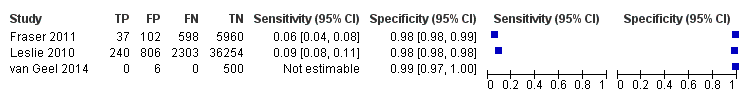 Study TP FP FN TN Sensitivity (95% CI) Specificity (95% CI) Sensitivity (95% CI) Specificity (95% CI)
Fraser 2011 37 102 598 5960 0.06 [0.04, 0.08] 0.98 [0.98, 0.99]
Leslie 2010 240 806 2303 36254 0.09 [0.08, 0.11] 0.98 [0.98, 0.98]
van Geel 2014 0 6 0 500 Not estimable 0.99 [0.97, 1.00]
0 0.2 0.4 0.6 0.8 1 0 0.2 0.4 0.6 0.8 1